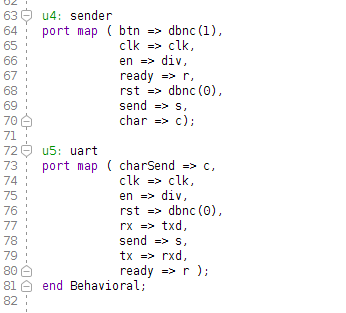 62
63 u4: sender
64 port map ( btn => dbnc(1),
65 clk => clk,
66 en => div,
67 ready => r,
68 rst => dbnc(0),
69 send => s,
70 char => c);
71
72 u5: uart
73 port map ( charSend => c,
74 clk => clk,
75 en => div,
76 rst => dbnc(0),
77 rx => txd,
78 send => s,
79 tx => rxd,
80 ready => r );
81 end Behavioral;
82